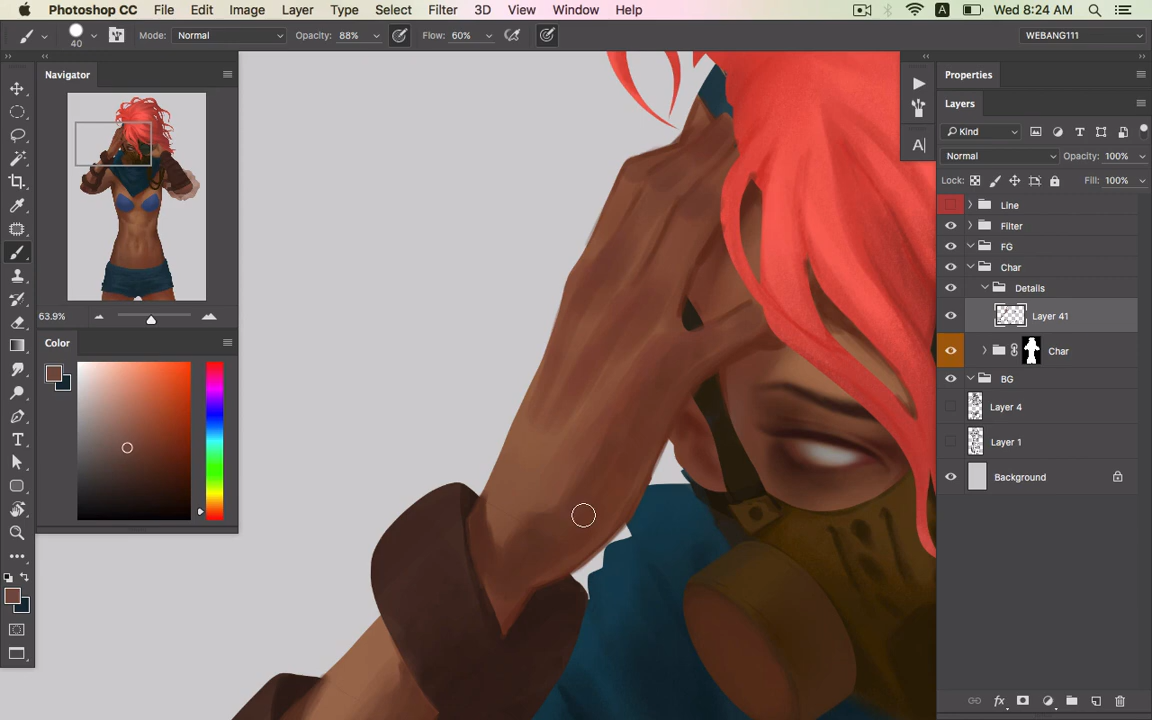 Photoshop CC File Edit Image Layer Type Select Filter 3D View Window Help A Wed 8:24 AM
40 Mode: Normal Opacity: 88% Flow: 60% WEBANG111
Navigator
63.9%
Color
Properties
Layers
Kind
Normal Opacity: 100%
Lock: Fill: 100%
Line
Filter
FG
Char
Details
Layer 41
Char
BG
Layer 4
Layer 1
Background
fx